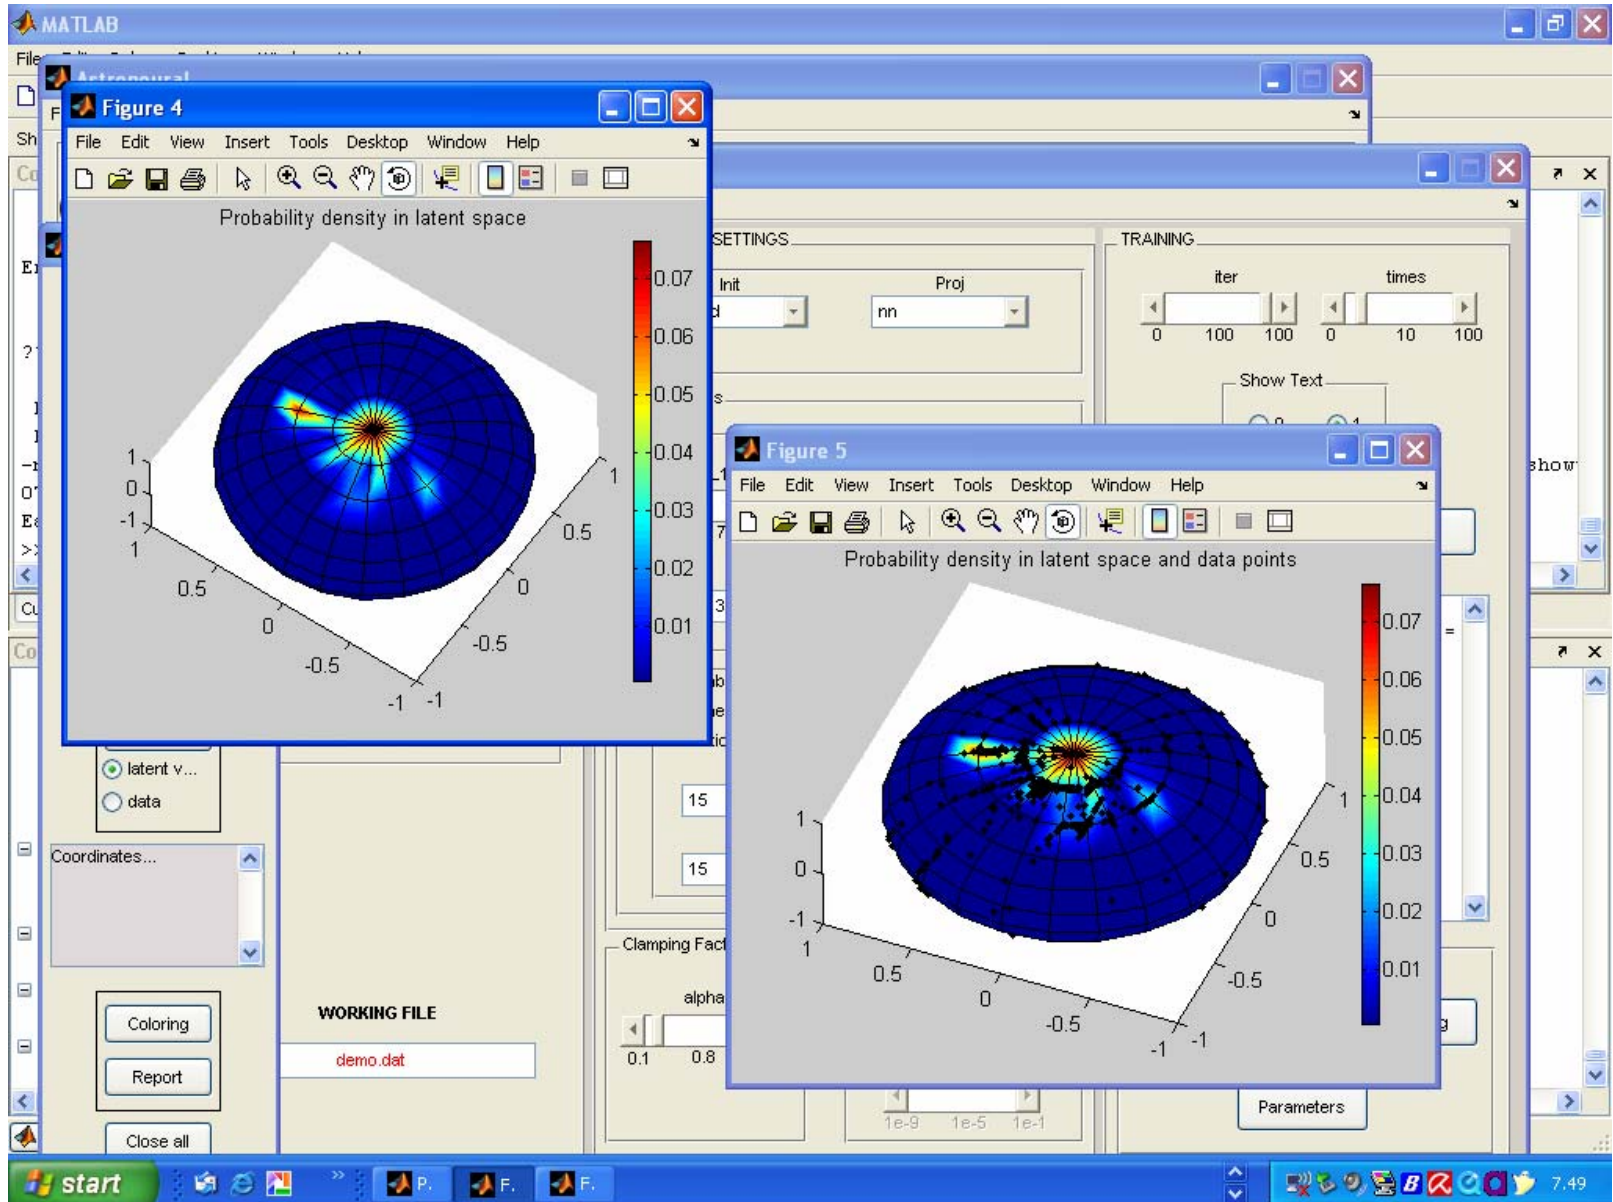 MATLAB
File
Astroneural
Figure 4
File Edit View Insert Tools Desktop Window Help
Probability density in latent space
0.07
0.06
0.05
0.04
0.03
0.02
0.01
1
0
-1
1
0.5
0
-0.5
-1
-1
-0.5
0
0.5
1
SETTINGS
Init
Proj
nn
TRAINING
iter
times
0 100 100
0 10 100
Show Text
Figure 5
File Edit View Insert Tools Desktop Window Help
Probability density in latent space and data points
0.07
0.06
0.05
0.04
0.03
0.02
0.01
1
0
-1
1
0.5
0
-0.5
-1
-1
-0.5
0
0.5
1
show
=
>>
latent v...
data
Coordinates...
Coloring
Report
Close all
WORKING FILE
demo.dat
15
15
Clamping Fact
alpha
0.1 0.8
1e-9 1e-5 1e-1
Parameters
start
P.
F.
F.
7.49